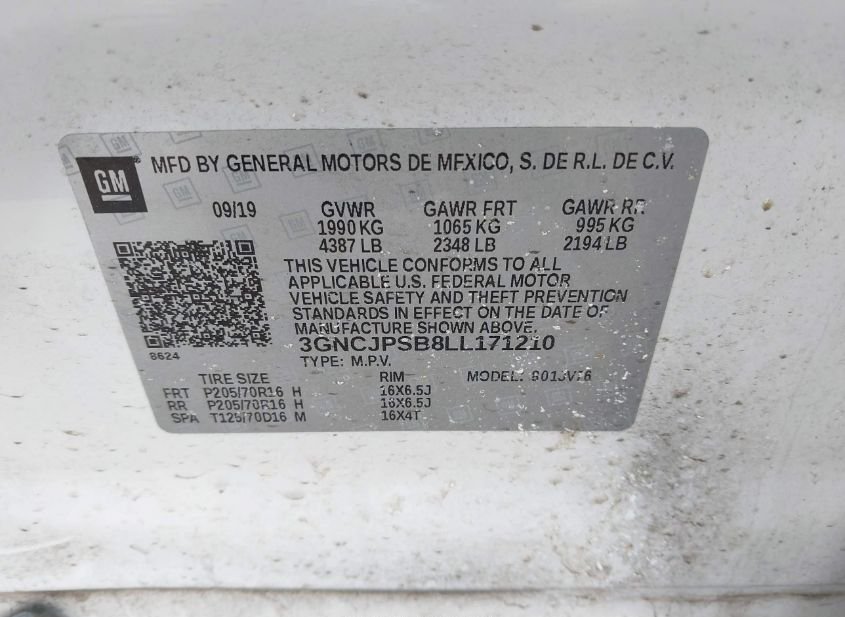 GM
MFD BY GENERAL MOTORS DE MEXICO, S. DE R.L. DE C.V.
09/19 GVWR GAWR FRT GAWR RR
1990 KG 1065 KG 995 KG
4387 LB 2348 LB 2194 LB
THIS VEHICLE CONFORMS TO ALL
APPLICABLE U.S. FEDERAL MOTOR
VEHICLE SAFETY AND THEFT PREVENTION
STANDARDS IN EFFECT ON THE DATE OF
MANUFACTURE SHOWN ABOVE.
8624
3GNCJPSB8LL171210
TYPE: M.P.V.
TIRE SIZE RIM MODEL:
FRT P205/70R16 H 16X6.5J
RR P205/70R16 H 16X6.5J
SPA T125/70D16 M 16X4T